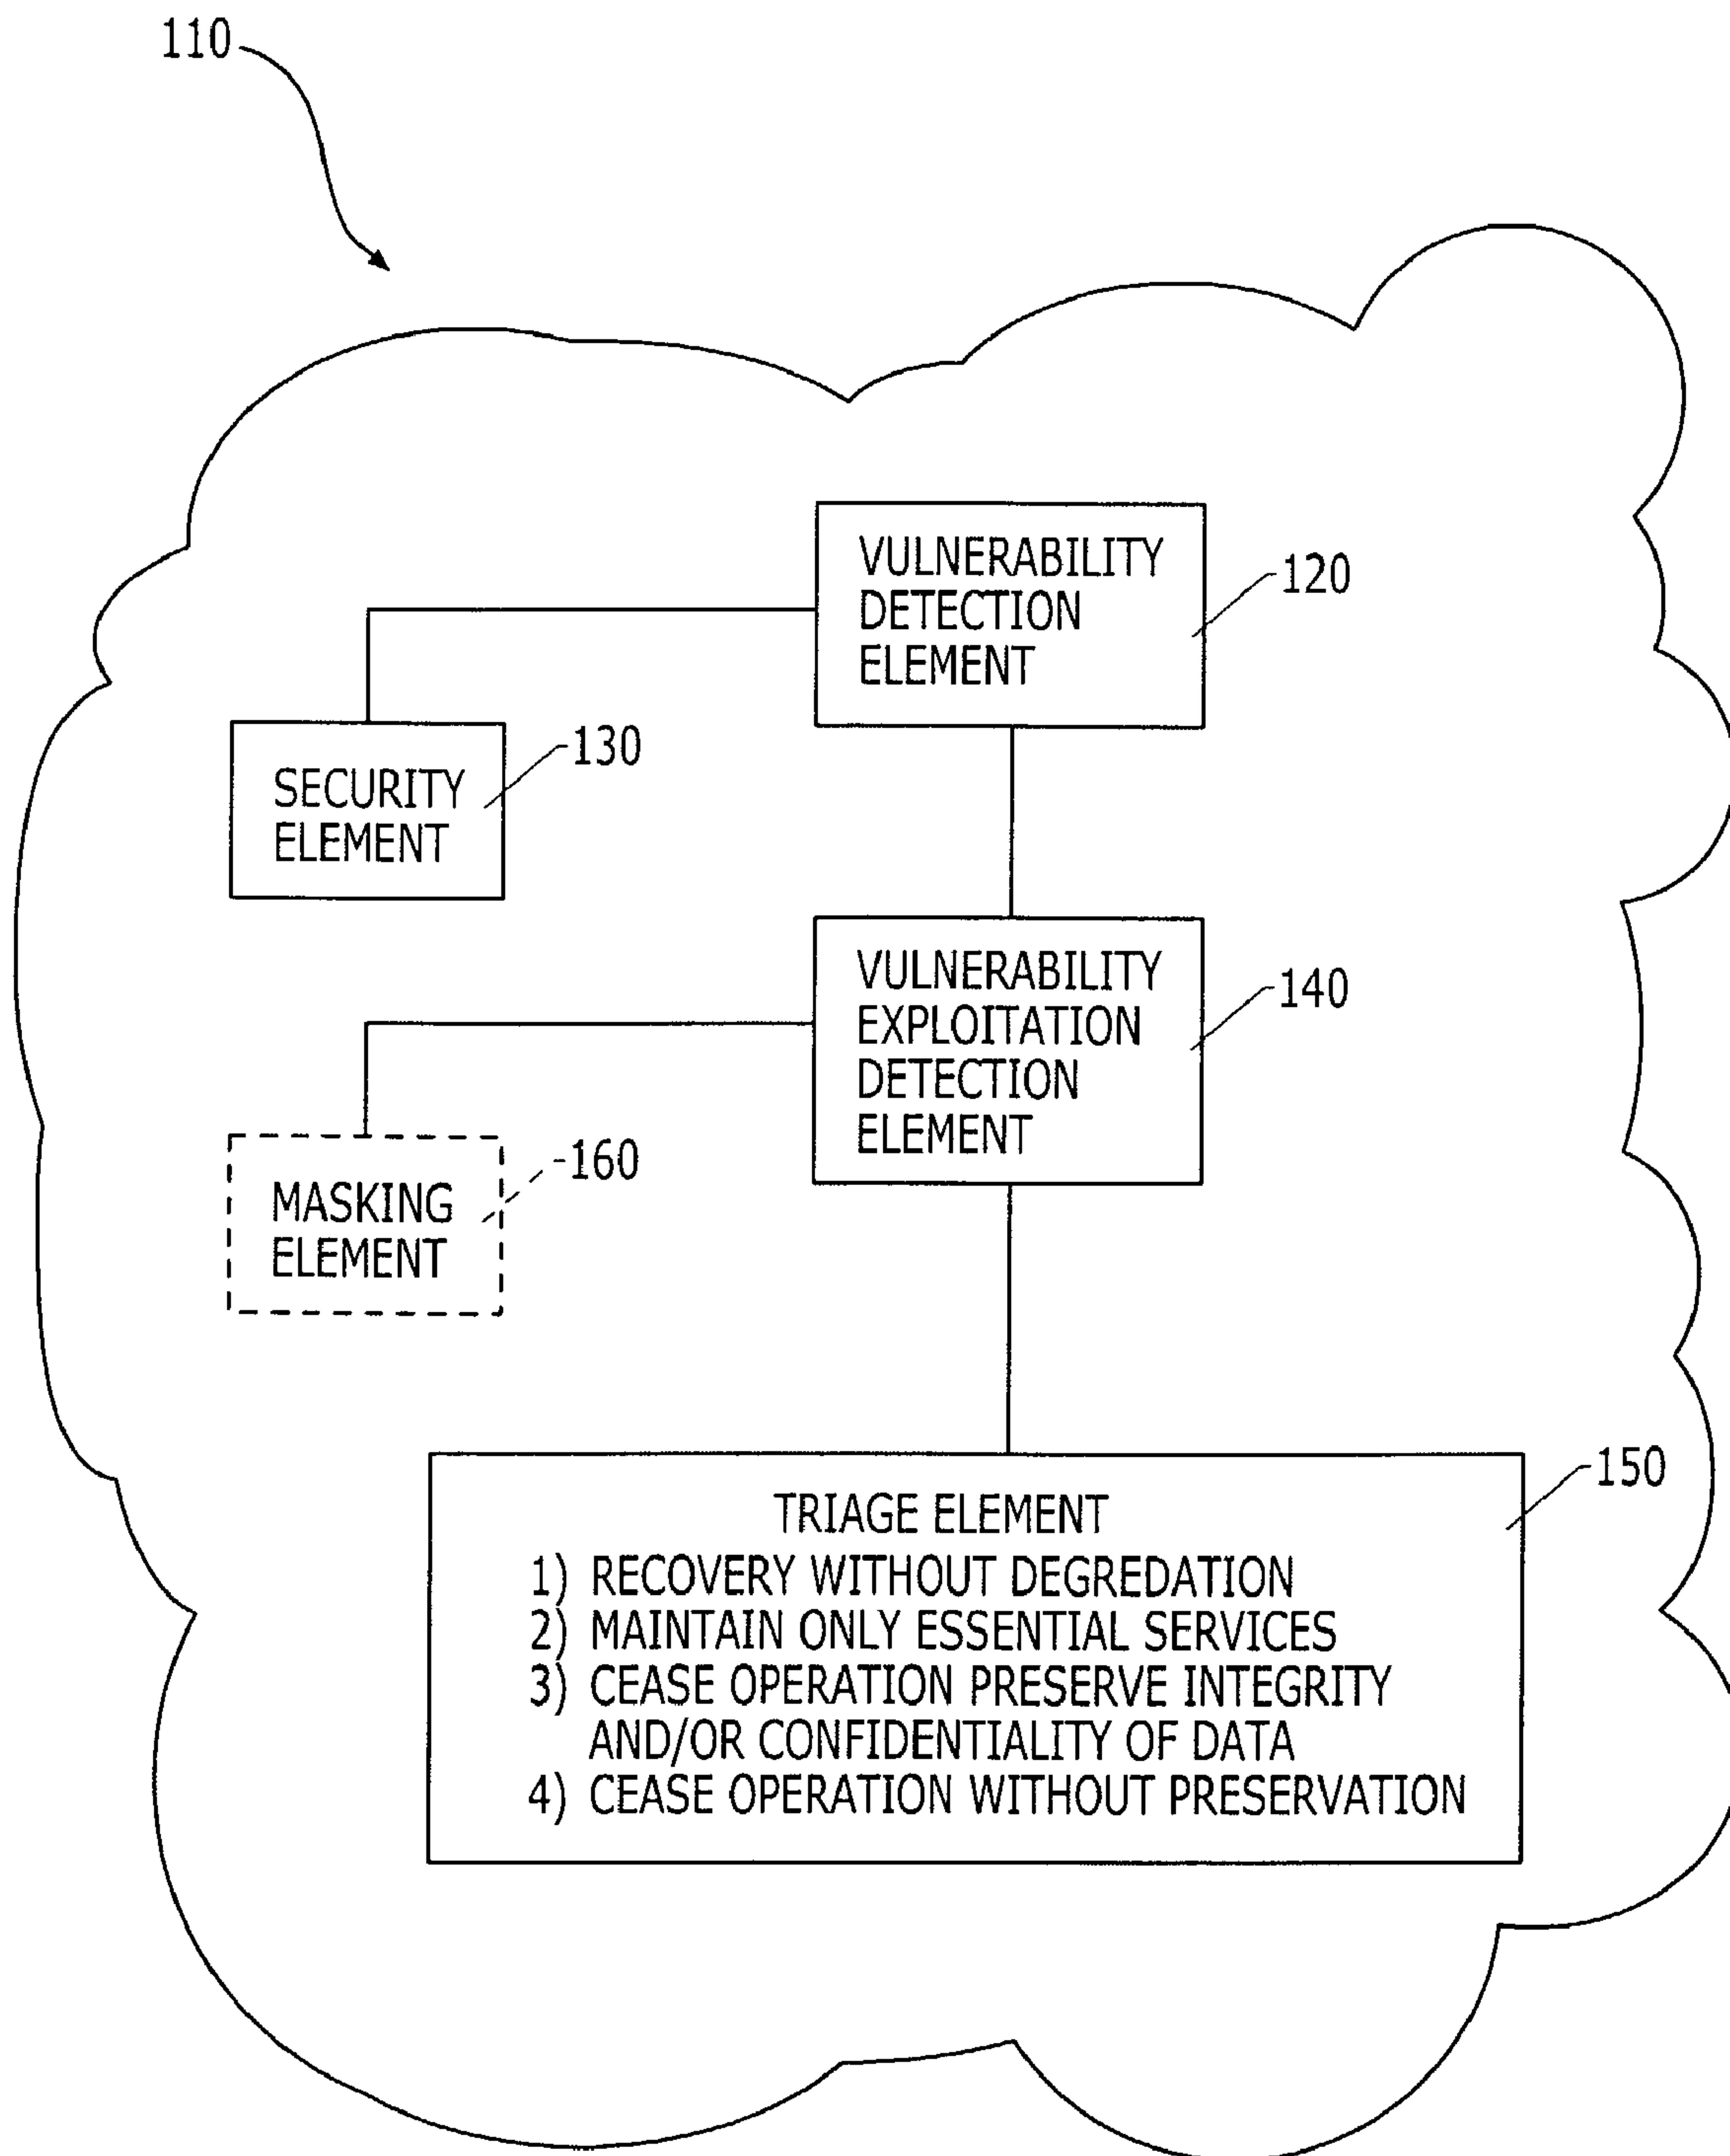 110
VULNERABILITY
DETECTION
ELEMENT
120
SECURITY
ELEMENT
130
VULNERABILITY
EXPLOITATION
DETECTION
ELEMENT
140
MASKING
ELEMENT
160
TRIAGE ELEMENT
1) RECOVERY WITHOUT DEGREDATION
2) MAINTAIN ONLY ESSENTIAL SERVICES
3) CEASE OPERATION PRESERVE INTEGRITY
AND/OR CONFIDENTIALITY OF DATA
4) CEASE OPERATION WITHOUT PRESERVATION
150